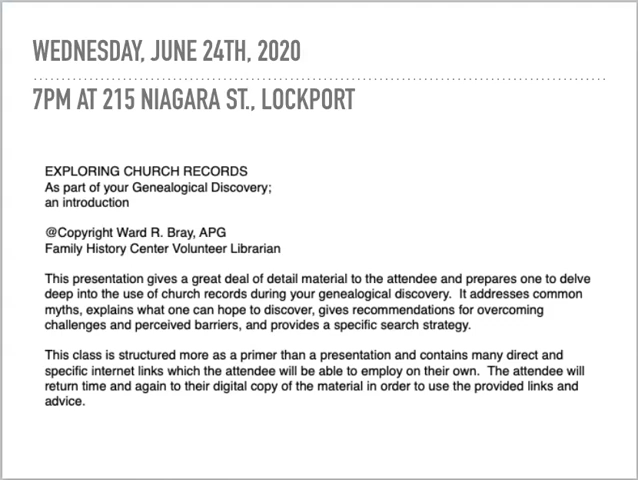 WEDNESDAY, JUNE 24TH, 2020
7PM AT 215 NIAGARA ST., LOCKPORT
EXPLORING CHURCH RECORDS
As part of your Genealogical Discovery;
an introduction
@Copyright Ward R. Bray, APG
Family History Center Volunteer Librarian
This presentation gives a great deal of detail material to the attendee and prepares one to delve
deep into the use of church records during your genealogical discovery.  It addresses common
myths, explains what one can hope to discover, gives recommendations for overcoming
challenges and perceived barriers, and provides a specific search strategy.
This class is structured more as a primer than a presentation and contains many direct and
specific internet links which the attendee will be able to employ on their own.  The attendee will
return time and again to their digital copy of the material in order to use the provided links and
advice.